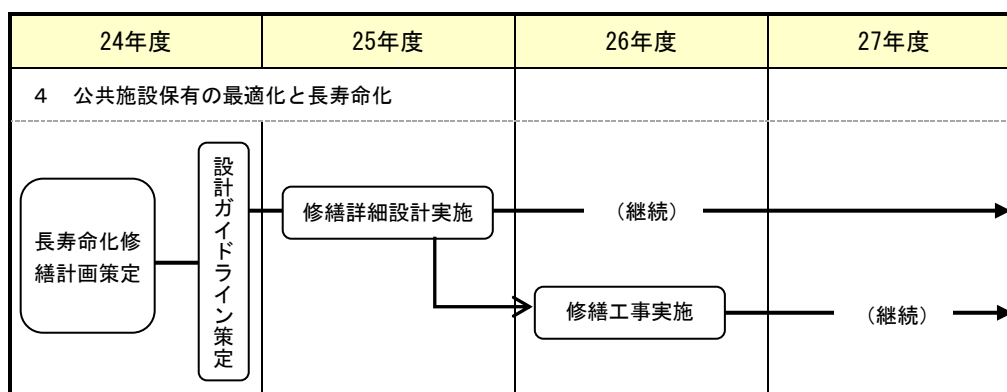 24年度 25年度 26年度 27年度
4 公共施設保有の最適化と長寿命化
長寿命化修
繕計画策定
設計ガイドライン策定
修繕詳細設計実施
（継続）
修繕工事実施
（継続）